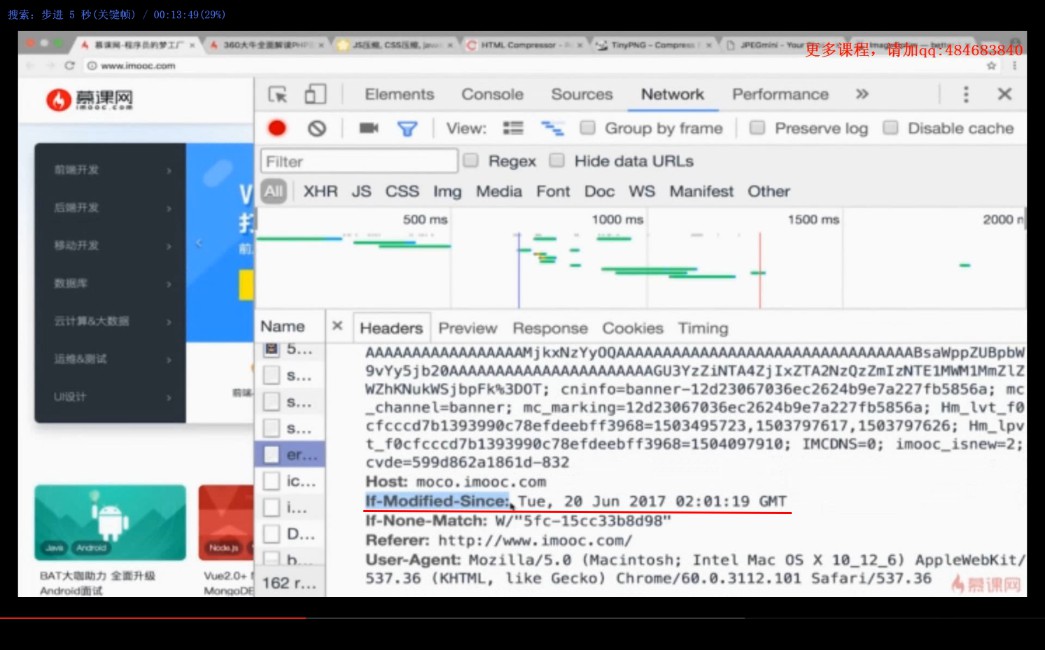 搜索: 步进 5 秒(关键帧) / 00:13:49(29%)
慕课网-程序员的梦工厂 × 360大牛全面解读PHP × JS压缩, CSS压缩, java × HTML Compressor - × TinyPNG – Compress × JPEGmini - Your
更多课程，请加qq:484683840
www.imooc.com
慕课网
imooc.com
Elements Console Sources Network Performance »
View: Group by frame Preserve log Disable cache
Filter Regex Hide data URLs
All XHR JS CSS Img Media Font Doc WS Manifest Other
500 ms 1000 ms 1500 ms 2000 m
前端开发
后端开发
移动开发
数据库
云计算&大数据
运维&测试
UI设计
Name × Headers Preview Response Cookies Timing
5...
s...
s...
s...
er...
ic...
i...
D...
b...
162 r...
AAAAAAAAAAAAAAAAAMjkxNzYyOQAAAAAAAAAAAAAAAAAAAAAAAAAAAAAAAABsaWppZUBpbW
9vYy5jb20AAAAAAAAAAAAAAAAAAAAAGU3YzZiNTA4ZjIxZTA2NzQzZmIzNTE1MWM1MmZlZ
WZhKNukWSjbpFk%3DOT; cninfo=banner-12d23067036ec2624b9e7a227fb5856a; mc
_channel=banner; mc_marking=12d23067036ec2624b9e7a227fb5856a; Hm_lvt_f0
cfcccd7b1393990c78efdeebff3968=1503495723,1503797617,1503797626; Hm_lpv
t_f0cfcccd7b1393990c78efdeebff3968=1504097910; IMCDNS=0; imooc_isnew=2;
cvde=599d862a1861d-832
Host: moco.imooc.com
If-Modified-Since: Tue, 20 Jun 2017 02:01:19 GMT
If-None-Match: W/"5fc-15cc33b8d98"
Referer: http://www.imooc.com/
User-Agent: Mozilla/5.0 (Macintosh; Intel Mac OS X 10_12_6) AppleWebKit/
537.36 (KHTML, like Gecko) Chrome/60.0.3112.101 Safari/537.36
Java Android
Node.js
BAT大咖助力 全面升级
Android面试
Vue2.0+
MongoDB
慕课网